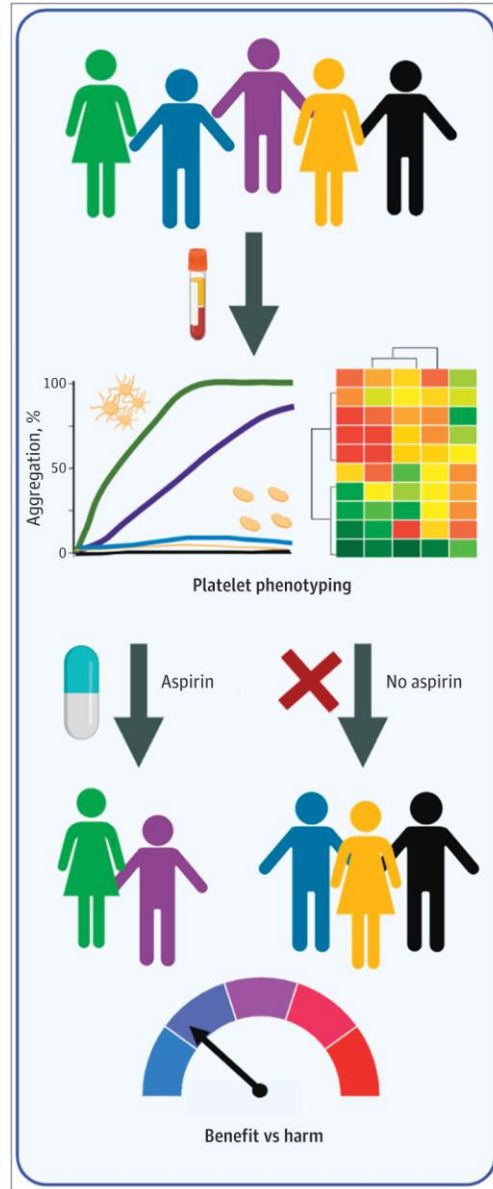 100
50
0
Aggregation, %
Platelet phenotyping
Aspirin
No aspirin
Benefit vs harm